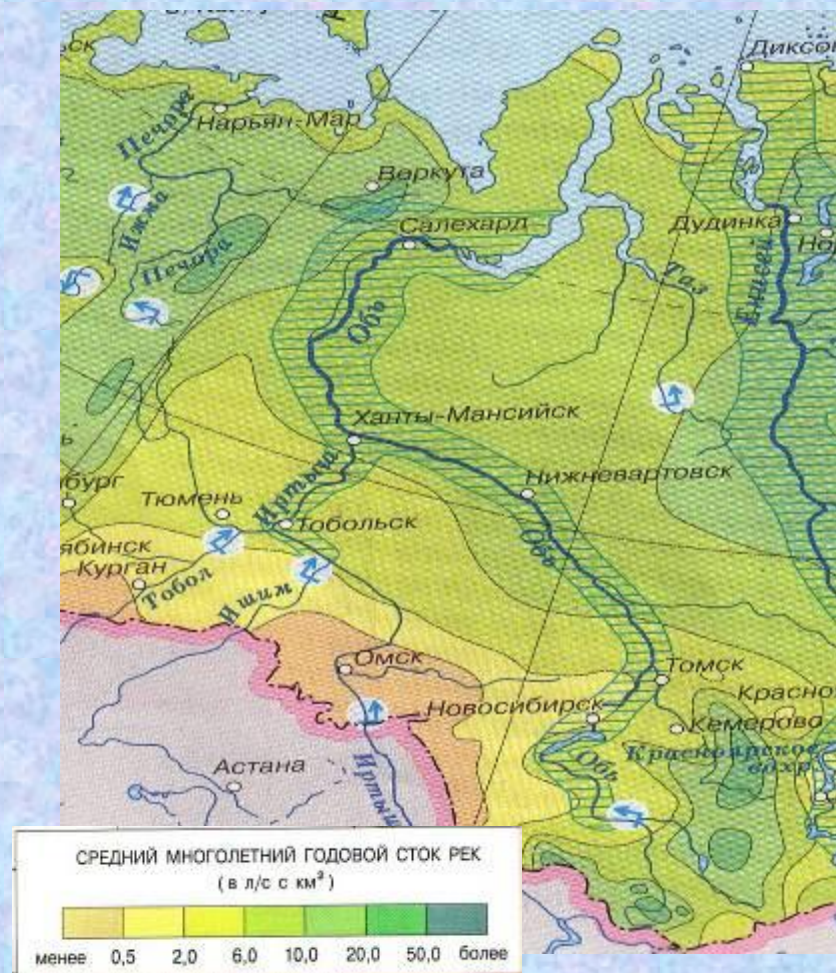 Диксон
Печора
Нарьян-Мар
Воркута
Ижма
Печора
Салехард
Дудинка
Обь
Таз
Енисей
Ханты-Мансийск
Нижневартовск
Тюмень
Иртыш
Тобольск
Обь
Курган
Тобол
Ишим
Омск
Томск
Новосибирск
Кемерово
Красноярское
вдхр.
Обь
Астана
Иртыш
СРЕДНИЙ МНОГОЛЕТНИЙ ГОДОВОЙ СТОК РЕК
(в л/с с км²)
менее 0,5 2,0 6,0 10,0 20,0 50,0 более